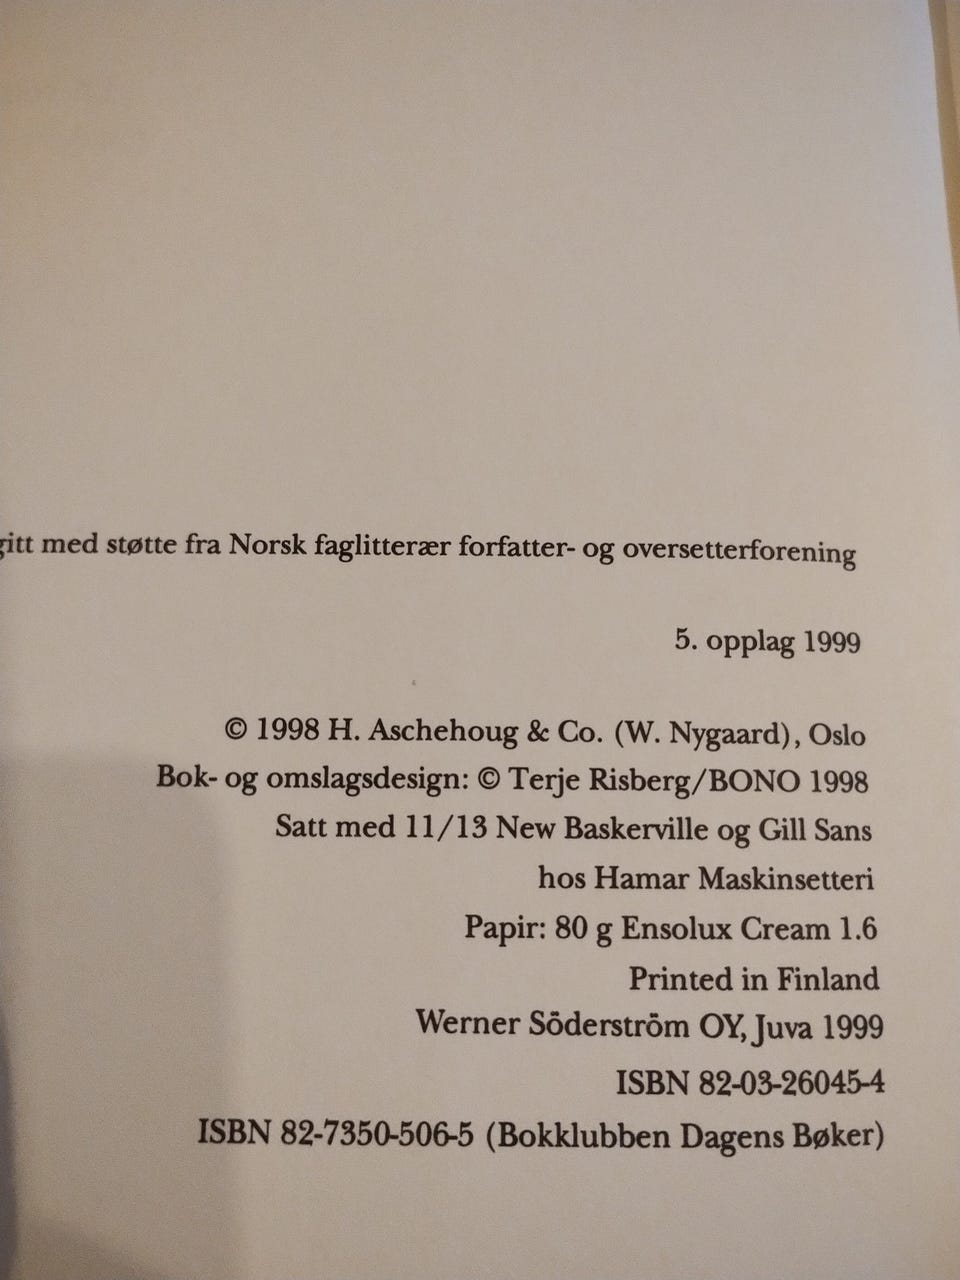 gitt med støtte fra Norsk faglitterær forfatter- og oversetterforening
5. opplag 1999
© 1998 H. Aschehoug & Co. (W. Nygaard), Oslo
Bok- og omslagsdesign: © Terje Risberg/BONO 1998
Satt med 11/13 New Baskerville og Gill Sans
hos Hamar Maskinsetteri
Papir: 80 g Ensolux Cream 1.6
Printed in Finland
Werner Söderström OY, Juva 1999
ISBN 82-03-26045-4
ISBN 82-7350-506-5 (Bokklubben Dagens Bøker)